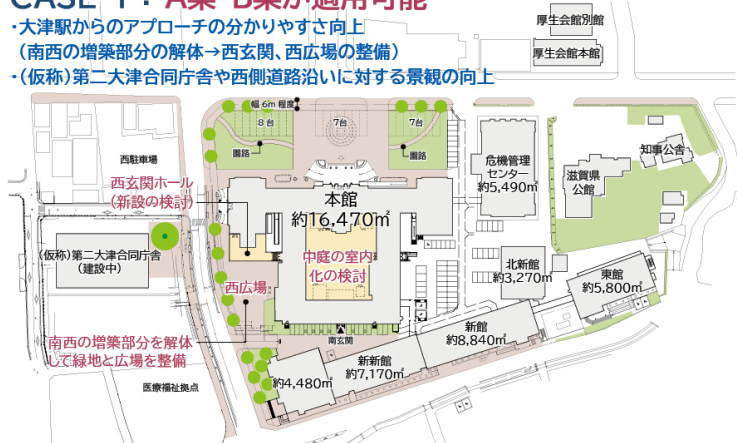 CASE 1: A案・B案が適用可能
・大津駅からのアプローチの分かりやすさ向上
（南西の増築部分の解体→西玄関、西広場の整備）
・（仮称）第二大津合同庁舎や西側道路沿いに対する景観の向上
厚生会館別館
厚生会館本館
幅 6m 程度
8 台
7台
7台
園路
園路
西駐車場
危機管理
センター
約5,490㎡
知事公舎
滋賀県
公館
西玄関ホール
（新設の検討）
本館
約16,470㎡
（仮称）第二大津合同庁舎
（建設中）
中庭の室内
化の検討
西広場
北新館
約3,270㎡
東館
約5,800㎡
南西の増築部分を解体
して緑地と広場を整備
南玄関
新館
約8,840㎡
新新館
約7,170㎡
約4,480㎡
医療福祉拠点